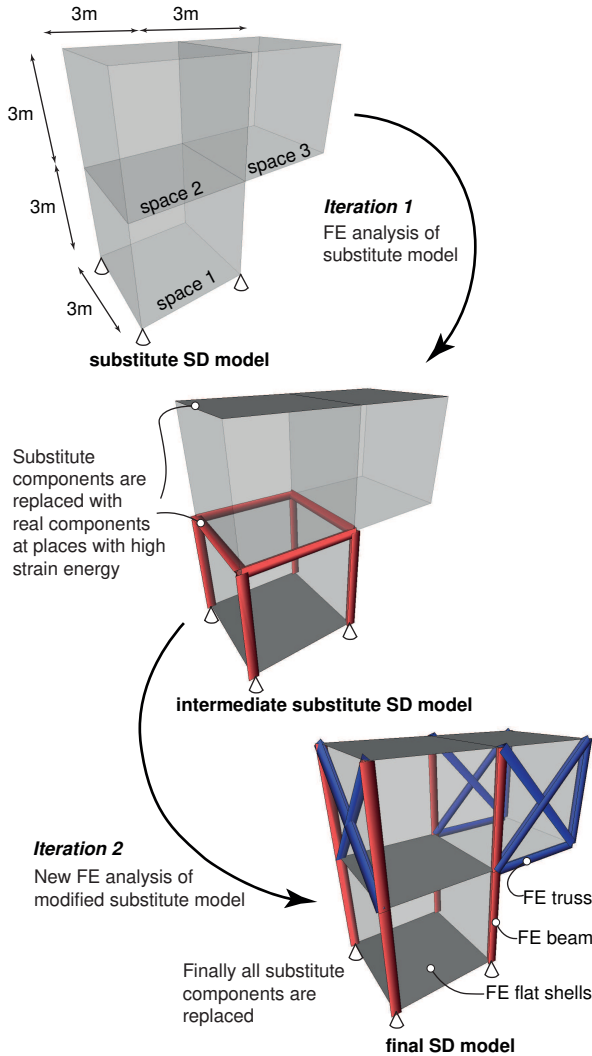 3m
3m
3m
3m
3m
space 3
space 2
space 1
Iteration 1
FE analysis of
substitute model
substitute SD model
Substitute
components are
replaced with
real components
at places with high
strain energy
intermediate substitute SD model
Iteration 2
New FE analysis of
modified substitute model
FE truss
FE beam
FE flat shells
Finally all substitute
components are
replaced
final SD model